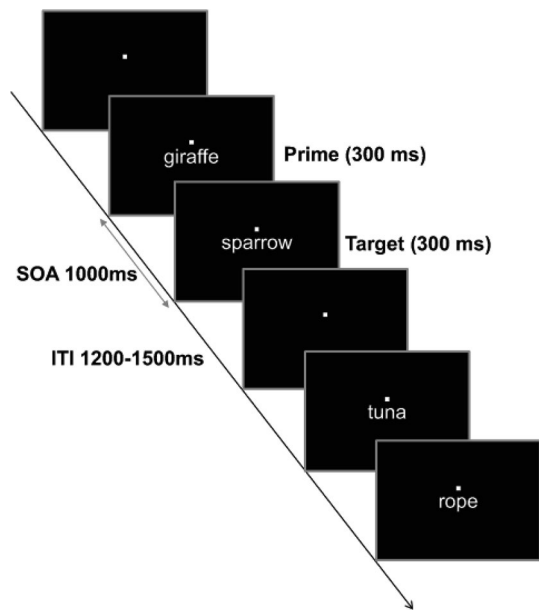 giraffe
Prime (300 ms)
sparrow
Target (300 ms)
SOA 1000ms
ITI 1200-1500ms
tuna
rope